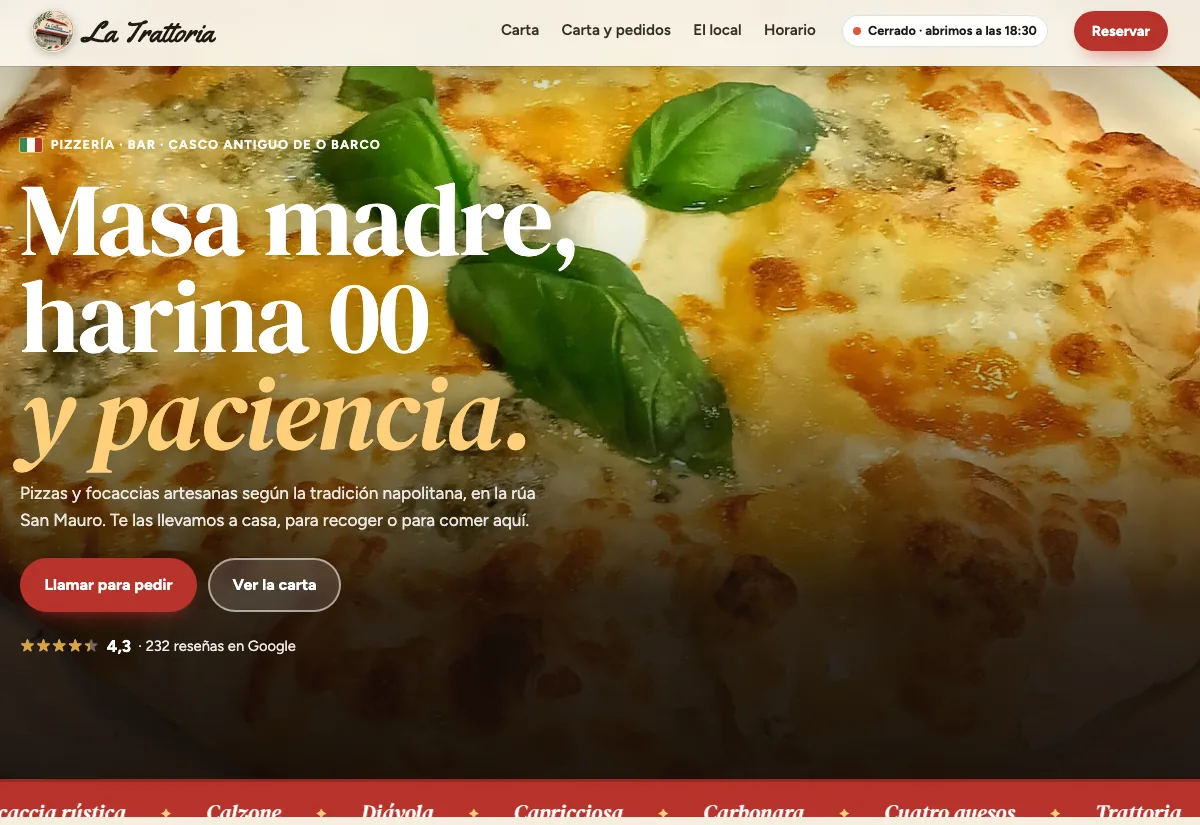 La Trattoria
Carta
Carta y pedidos
El local
Horario
Cerrado · abrimos a las 18:30
Reservar
PIZZERÍA · BAR · CASCO ANTIGUO DE O BARCO
Masa madre,
harina 00
y paciencia.
Pizzas y focaccias artesanas según la tradición napolitana, en la rúa
San Mauro. Te las llevamos a casa, para recoger o para comer aquí.
Llamar para pedir
Ver la carta
4,3 · 232 reseñas en Google
caccia rústica ✦ Calzone ✦ Diávola ✦ Capricciosa ✦ Carbonara ✦ Cuatro quesos ✦ Trattoria